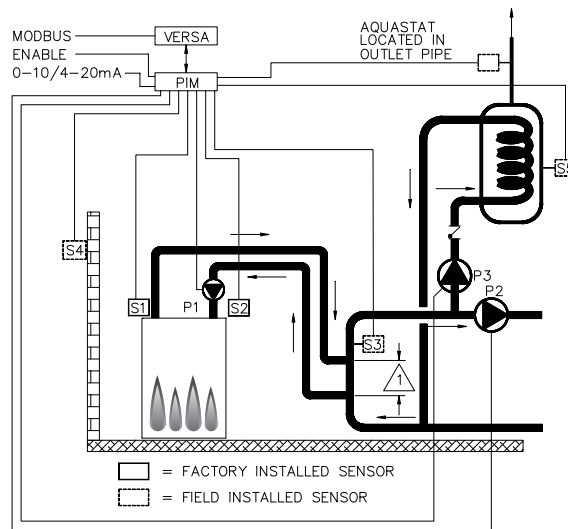 MODBUS
VERSA
ENABLE
0-10/4-20mA
PIM
AQUASTAT
LOCATED IN
OUTLET PIPE
S5
S4
S1
P1
S2
S3
P3
P2
1
= FACTORY INSTALLED SENSOR
= FIELD INSTALLED SENSOR